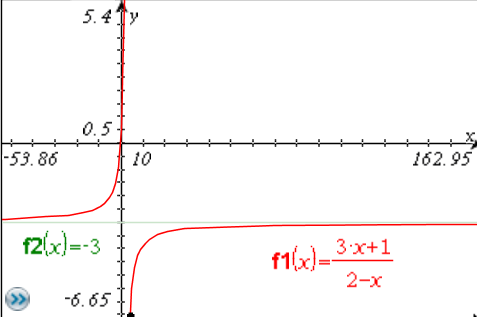 5.4 y
0.5
x
-53.86 10 162.95
f2(x)=-3
f1(x)=3·x+1/2-x
-6.65